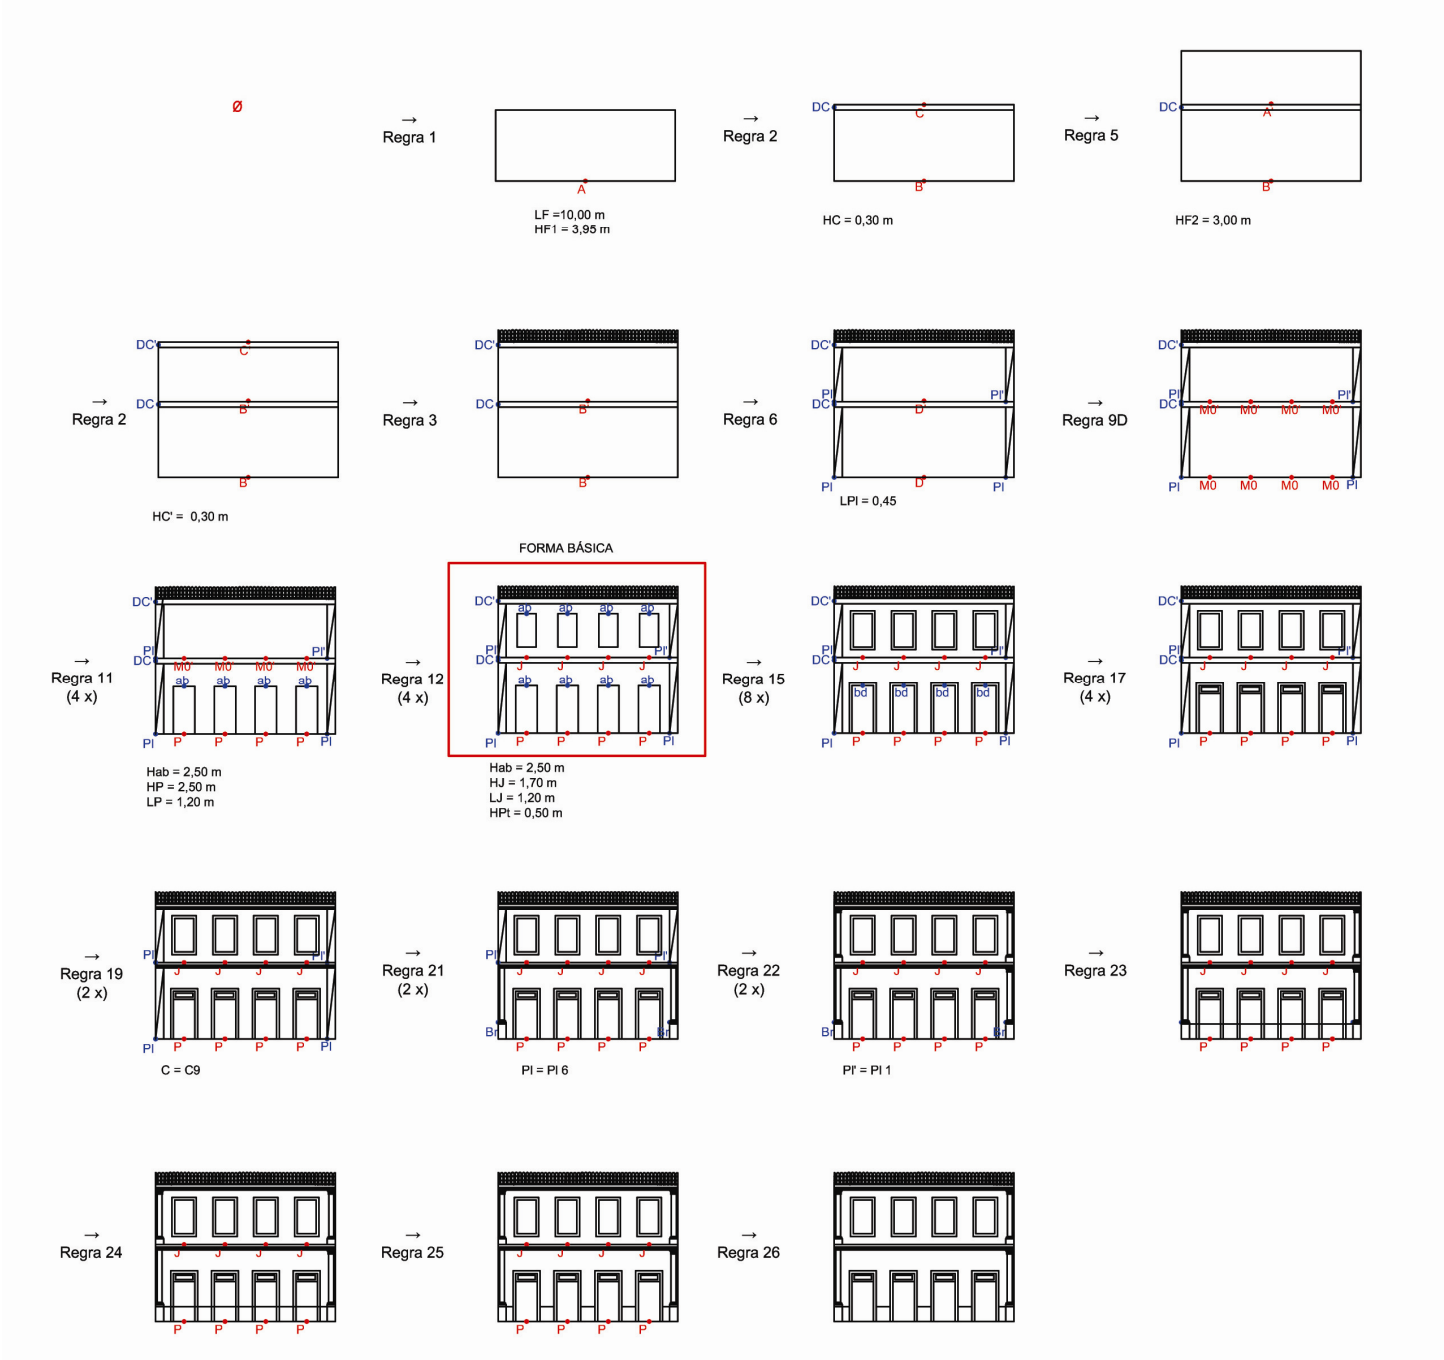 Ø
→
Regra 1
A
LF =10,00 m
HF1 = 3,95 m
→
Regra 2
DC
C
B
HC = 0,30 m
→
Regra 5
DC
A'
B
HF2 = 3,00 m
→
Regra 2
DC'
C
DC
B'
B
HC' = 0,30 m
→
Regra 3
DC'
DC
B'
B
→
Regra 6
DC'
PI' PI'
DC
D'
PI D PI
LPI = 0,45
→
Regra 9D
DC'
PI' PI'
DC
M0' M0' M0' M0'
PI M0 M0 M0 M0 PI
→
Regra 11
(4 x)
DC'
PI' PI'
DC
M0' M0' M0' M0'
ab ab ab ab
PI P P P P PI
Hab = 2,50 m
HP = 2,50 m
LP = 1,20 m
→
Regra 12
(4 x)
FORMA BÁSICA
DC'
ap ap ap ap
PI' PI'
DC
J J J J
ab ab ab ab
PI P P P P PI
Hab = 2,50 m
HJ = 1,70 m
LJ = 1,20 m
HPt = 0,50 m
→
Regra 15
(8 x)
DC'
PI' PI'
DC
J J J J
bd bd bd bd
PI P P P P PI
→
Regra 17
(4 x)
DC'
PI' PI'
DC
J J J J
PI P P P P PI
→
Regra 19
(2 x)
PI' PI'
J J J J
PI P P P P PI
C = C9
→
Regra 21
(2 x)
PI' PI'
J J J J
Br Br
P P P P
PI = PI 6
→
Regra 22
(2 x)
J J J J
Br Br
P P P P
PI' = PI 1
→
Regra 23
J J J J
P P P P
→
Regra 24
J J J J
P P P P
→
Regra 25
J J J J
P P P P
→
Regra 26